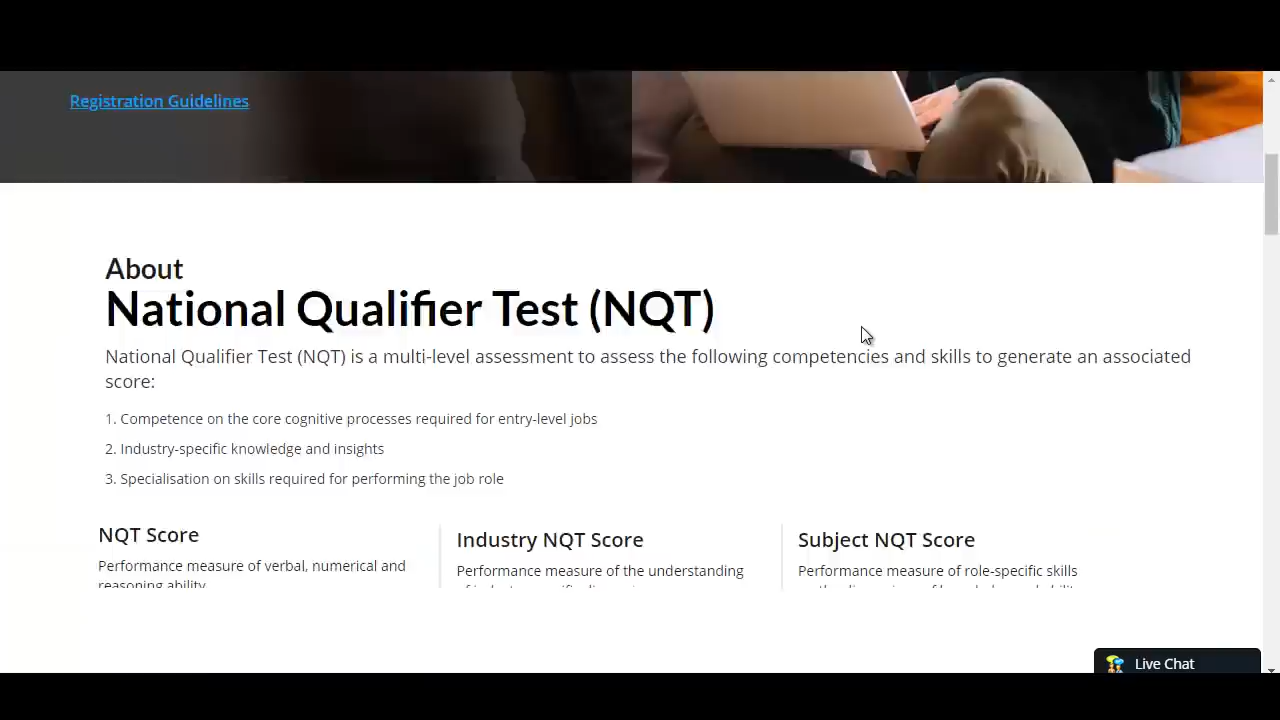 Registration Guidelines
About
National Qualifier Test (NQT)
National Qualifier Test (NQT) is a multi-level assessment to assess the following competencies and skills to generate an associated
score:
1. Competence on the core cognitive processes required for entry-level jobs
2. Industry-specific knowledge and insights
3. Specialisation on skills required for performing the job role
NQT Score
Performance measure of verbal, numerical and
reasoning ability
Industry NQT Score
Performance measure of the understanding
Subject NQT Score
Performance measure of role-specific skills
Live Chat